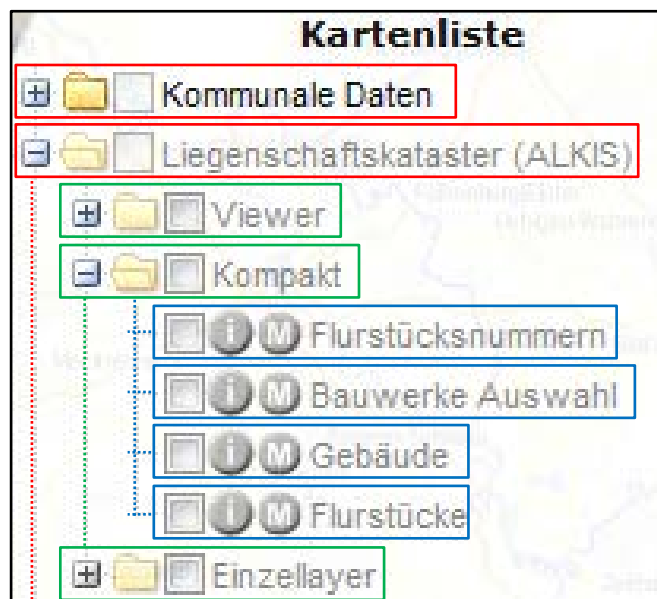 Kartenliste
Kommunale Daten
Liegenschaftskataster (ALKIS)
Viewer
Kompakt
i M Flurstücksnummern
i M Bauwerke Auswahl
i M Gebäude
i M Flurstücke
Einzellayer